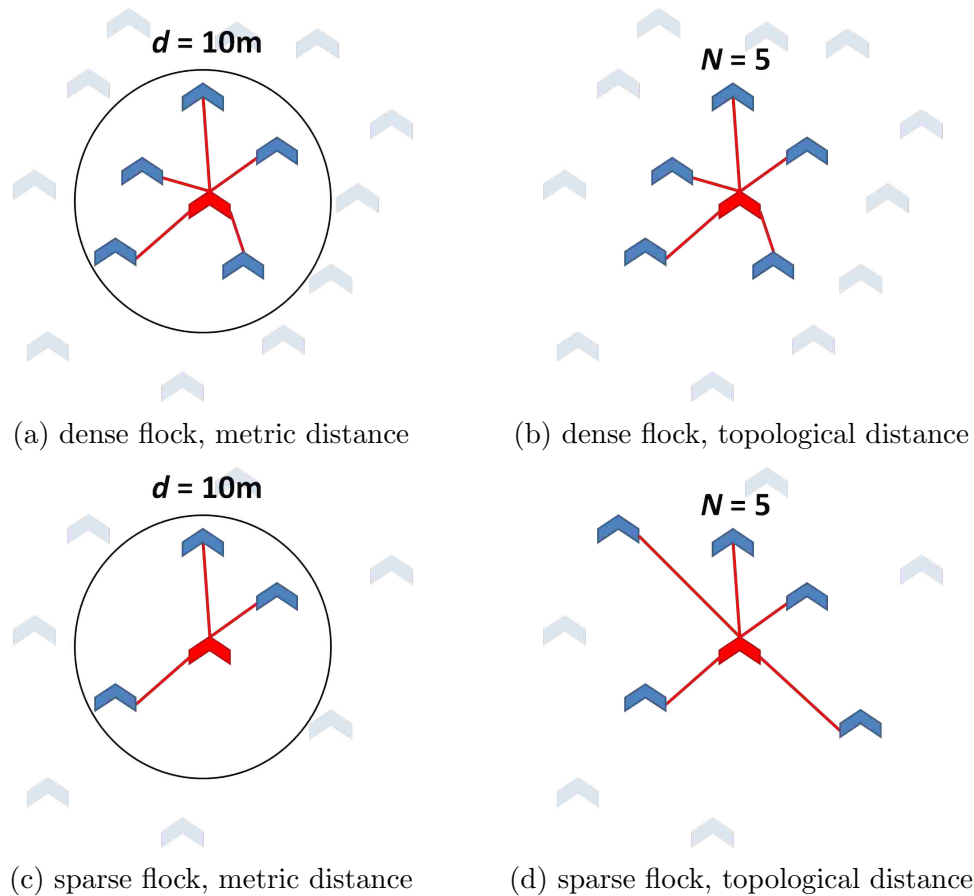 d = 10m
N = 5
(a) dense flock, metric distance
(b) dense flock, topological distance
d = 10m
N = 5
(c) sparse flock, metric distance
(d) sparse flock, topological distance